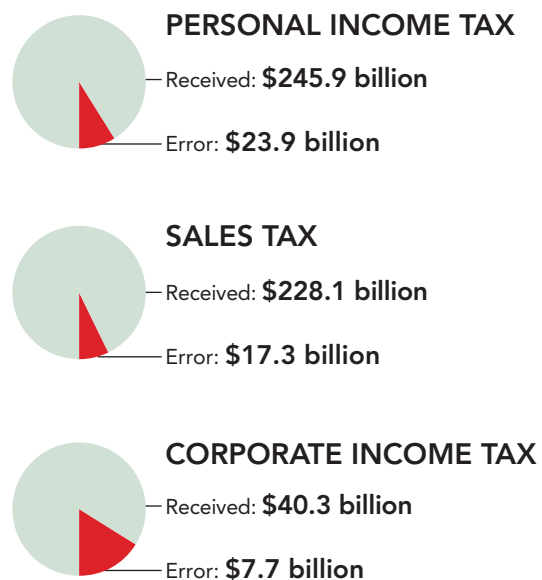 PERSONAL INCOME TAX
Received: $245.9 billion
Error: $23.9 billion
SALES TAX
Received: $228.1 billion
Error: $17.3 billion
CORPORATE INCOME TAX
Received: $40.3 billion
Error: $7.7 billion